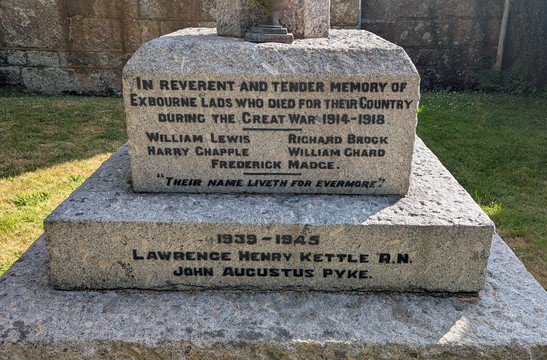 In reverent and tender memory of
Exbourne Lads who died for their Country
during the Great War 1914-1918
William Lewis Richard Brock
Harry Chapple William Chard
Frederick Madge.
"Their name liveth for evermore".
1939-1945
Lawrence Henry Kettle R.N.
John Augustus Pyke.